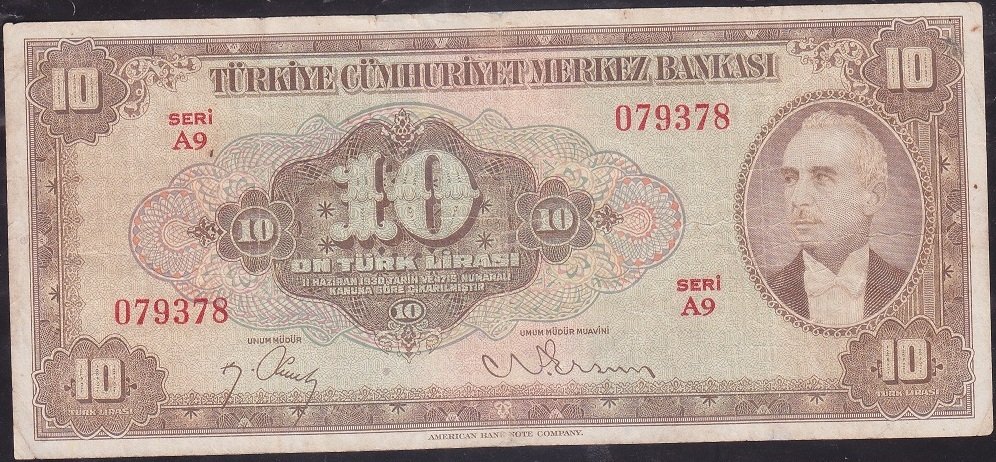 10
10
TÜRKİYE CÜMHURİYET MERKEZ BANKASI
SERİ
A9
079378
10
10
10
ON TÜRK LİRASI
11 HAZİRAN 1930 TARİH VE 1715 NUMARALI
KANUNA GÖRE ÇIKARILMIŞTIR
SERİ
A9
079378
10
UMUM MÜDÜR
UMUM MÜDÜR MUAVİNİ
10
TÜRK LİRASI
10
TÜRK LİRASI
AMERICAN BANK NOTE COMPANY.